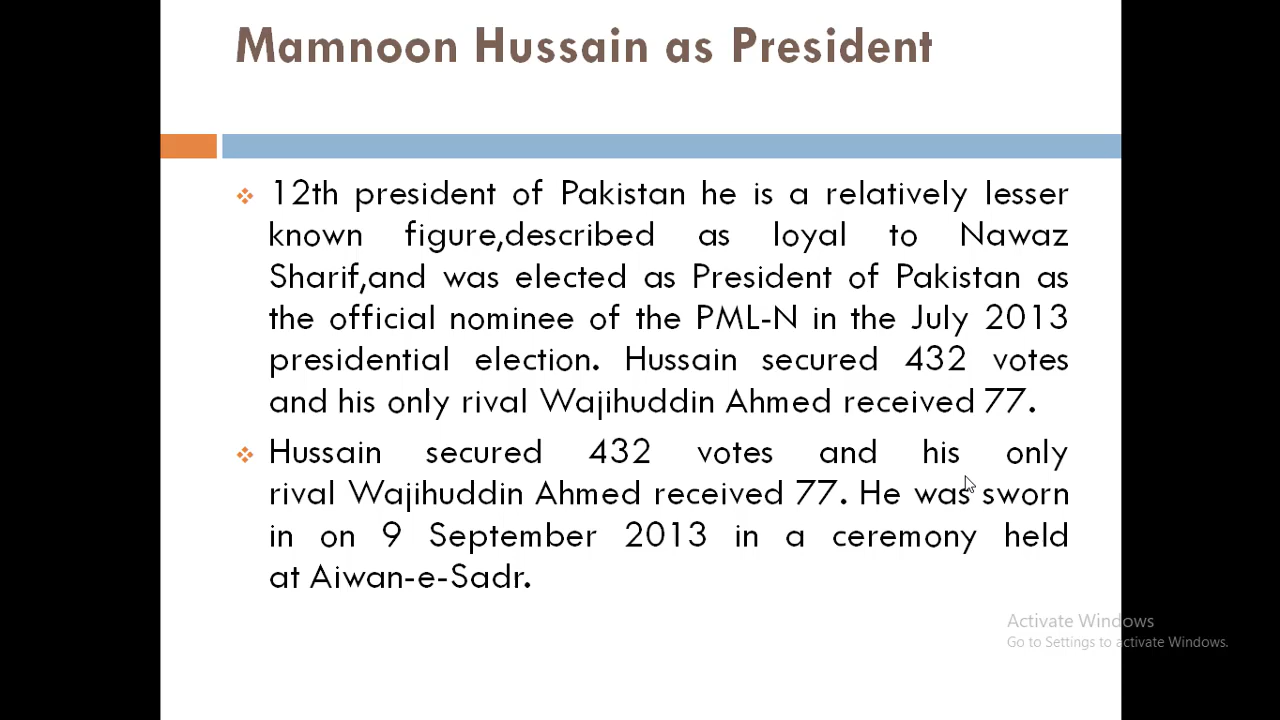 Mamnoon Hussain as President
12th president of Pakistan he is a relatively lesser
known figure,described as loyal to Nawaz
Sharif,and was elected as President of Pakistan as
the official nominee of the PML-N in the July 2013
presidential election. Hussain secured 432 votes
and his only rival Wajihuddin Ahmed received 77.
Hussain secured 432 votes and his only
rival Wajihuddin Ahmed received 77. He was sworn
in on 9 September 2013 in a ceremony held
at Aiwan-e-Sadr.
Activate Windows
Go to Settings to activate Windows.